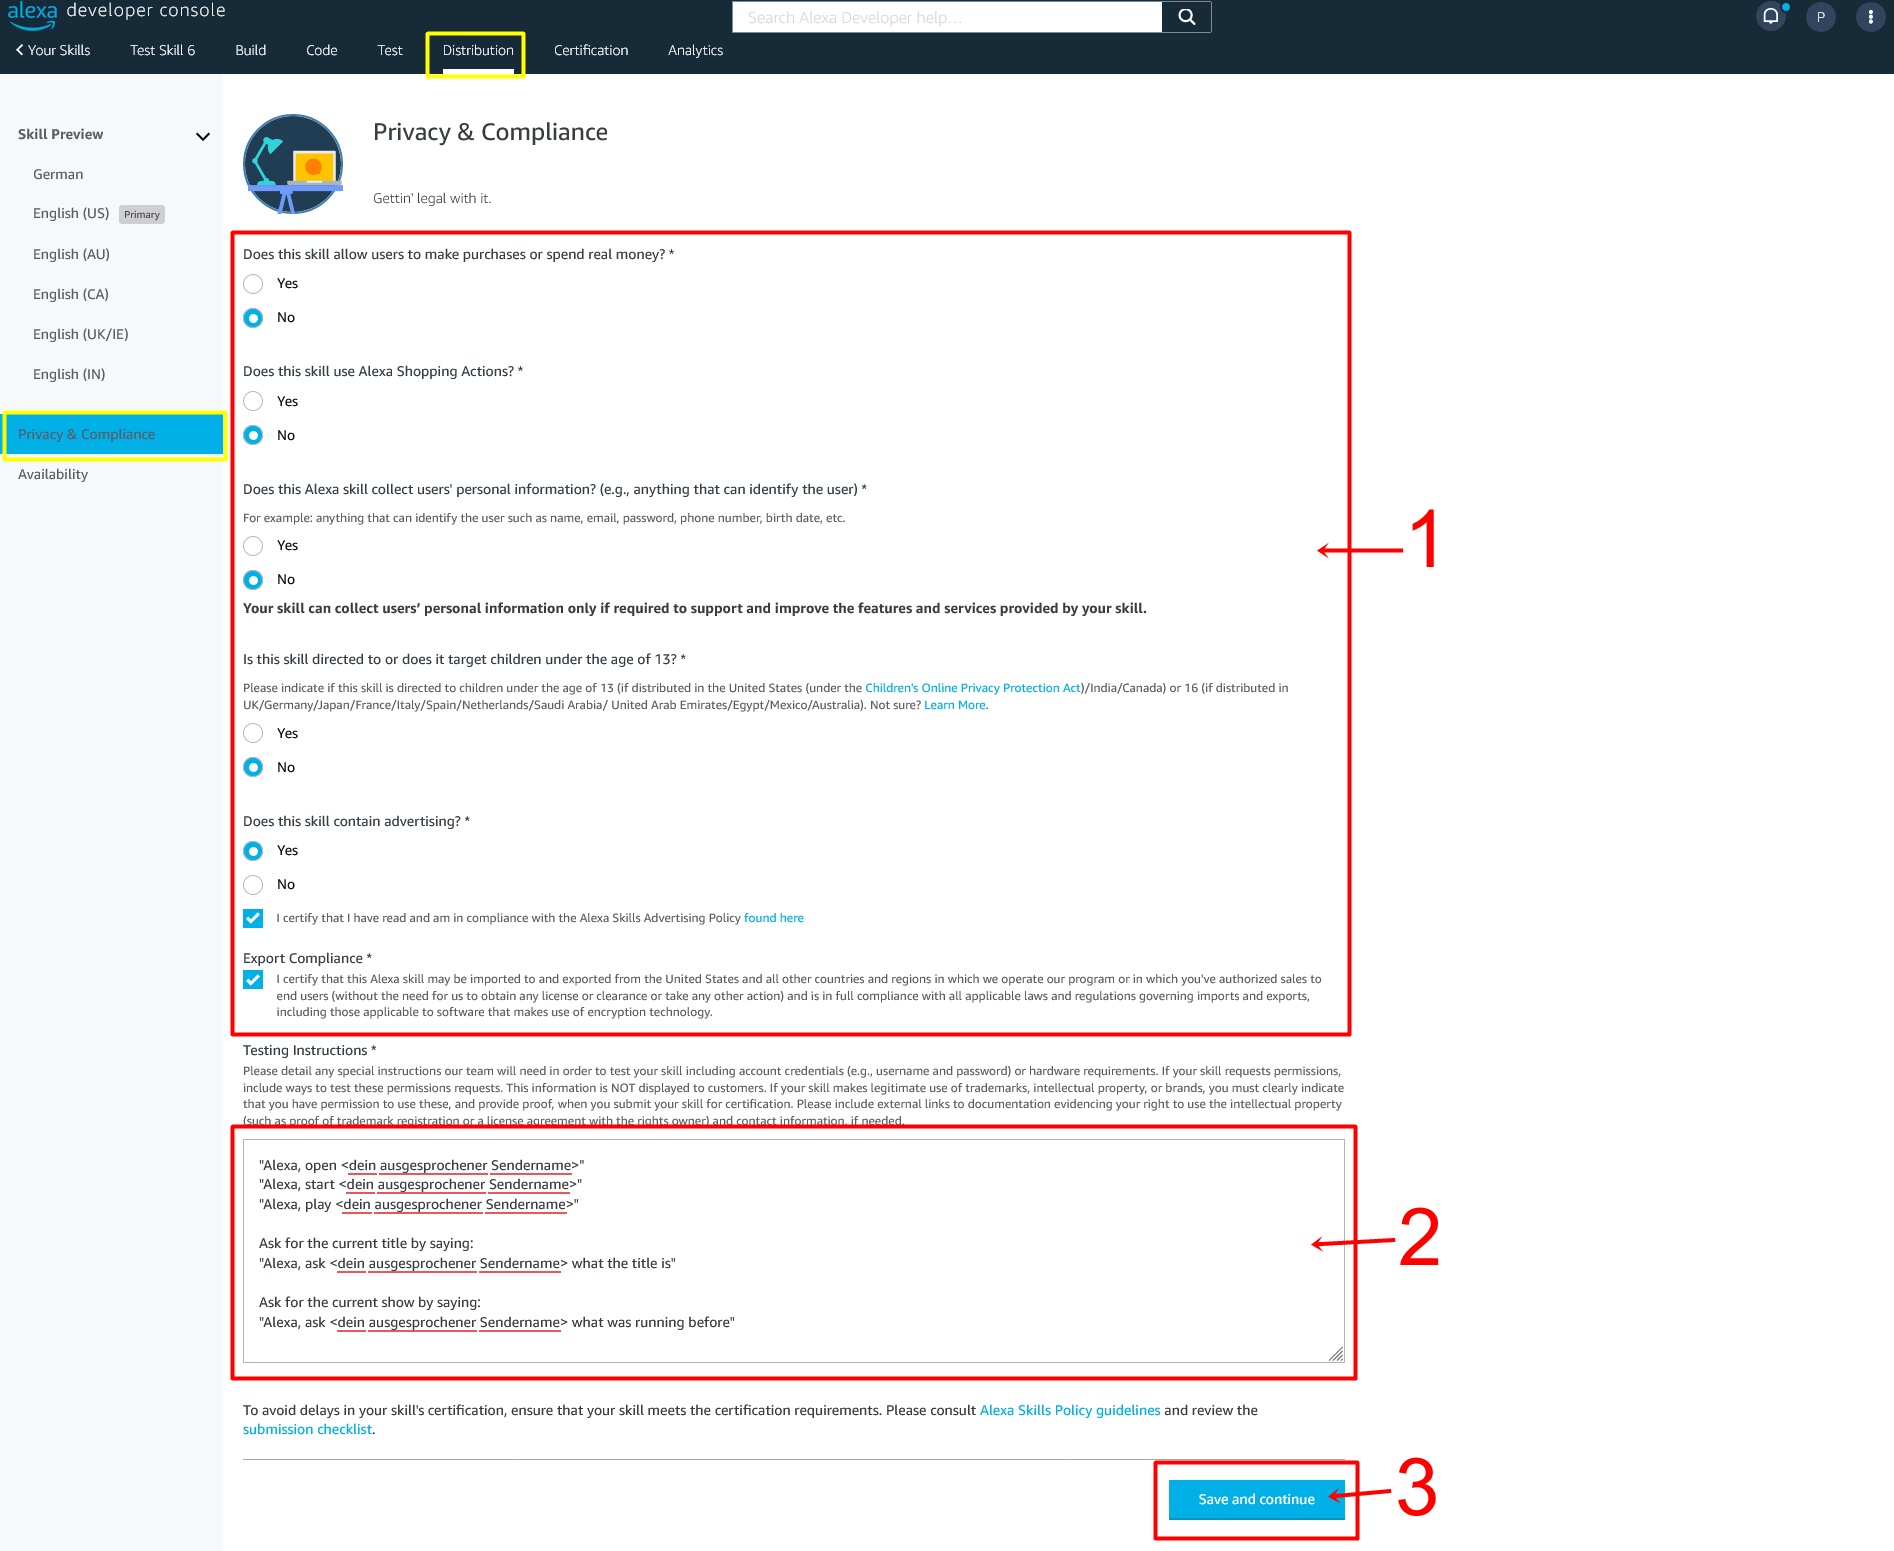 alexa developer console
Search Alexa Developer help...
P
Your Skills
Test Skill 6
Build
Code
Test
Distribution
Certification
Analytics
Skill Preview
German
English (US) Primary
English (AU)
English (CA)
English (UK/IE)
English (IN)
Privacy & Compliance
Availability
Privacy & Compliance
Gettin' legal with it.
Does this skill allow users to make purchases or spend real money? *
Yes
No
Does this skill use Alexa Shopping Actions? *
Yes
No
Does this Alexa skill collect users' personal information? (e.g., anything that can identify the user) *
For example: anything that can identify the user such as name, email, password, phone number, birth date, etc.
Yes
No
Your skill can collect users’ personal information only if required to support and improve the features and services provided by your skill.
Is this skill directed to or does it target children under the age of 13? *
Please indicate if this skill is directed to children under the age of 13 (if distributed in the United States (under the Children's Online Privacy Protection Act)/India/Canada) or 16 (if distributed in
UK/Germany/Japan/France/Italy/Spain/Netherlands/Saudi Arabia/ United Arab Emirates/Egypt/Mexico/Australia). Not sure? Learn More.
Yes
No
Does this skill contain advertising? *
Yes
No
I certify that I have read and am in compliance with the Alexa Skills Advertising Policy found here
Export Compliance *
I certify that this Alexa skill may be imported to and exported from the United States and all other countries and regions in which we operate our program or in which you've authorized sales to
end users (without the need for us to obtain any license or clearance or take any other action) and is in full compliance with all applicable laws and regulations governing imports and exports,
including those applicable to software that makes use of encryption technology.
1
Testing Instructions *
Please detail any special instructions our team will need in order to test your skill including account credentials (e.g., username and password) or hardware requirements. If your skill requests permissions,
include ways to test these permissions requests. This information is NOT displayed to customers. If your skill makes legitimate use of trademarks, intellectual property, or brands, you must clearly indicate
that you have permission to use these, and provide proof, when you submit your skill for certification. Please include external links to documentation evidencing your right to use the intellectual property
(such as proof of trademark registration or a license agreement with the rights owner) and contact information, if needed.
"Alexa, open <dein ausgesprochener Sendername>"
"Alexa, start <dein ausgesprochener Sendername>"
"Alexa, play <dein ausgesprochener Sendername>"
Ask for the current title by saying:
"Alexa, ask <dein ausgesprochener Sendername> what the title is"
Ask for the current show by saying:
"Alexa, ask <dein ausgesprochener Sendername> what was running before"
2
To avoid delays in your skill's certification, ensure that your skill meets the certification requirements. Please consult Alexa Skills Policy guidelines and review the
submission checklist.
Save and continue
3